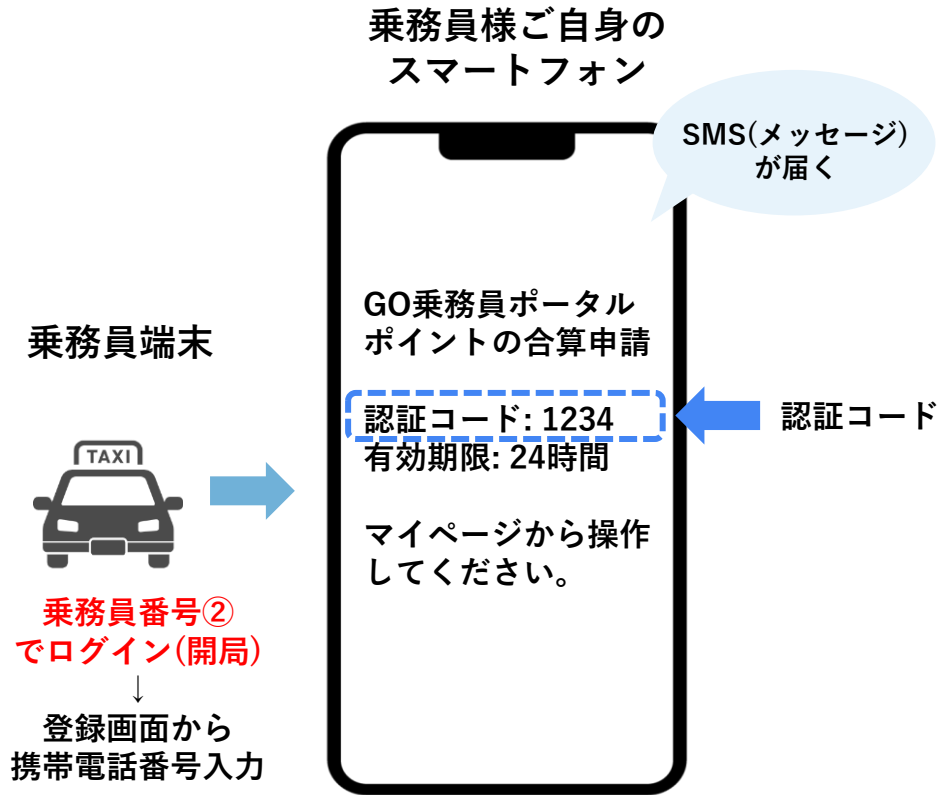 乗務員様ご自身の
スマートフォン
SMS(メッセージ)
が届く
GO乗務員ポータル
ポイントの合算申請
認証コード: 1234
有効期限: 24時間
マイページから操作
してください。
認証コード
乗務員端末
TAXI
乗務員番号②
でログイン(開局)
↓
登録画面から
携帯電話番号入力